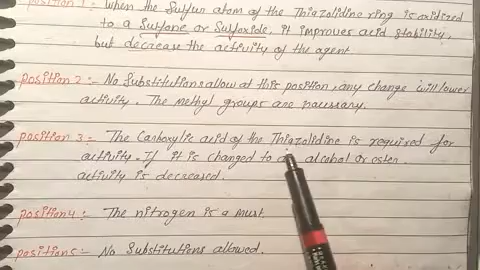 position 1:- When the Sulfur atom of the Thiazolidine ring is oxidized
to a Sulfone or Sulfoxide, it improves acid stability,
but decrease the activity of the agent.
position 2:- No Substitutions allow at this position, any change will lower
activity. The methyl groups are necussary.
position 3:- The Carboxylic acid of the Thiazolidine is required for
activity. If it is changed to an alcohol or ester
activity is decreased.
position 4:- The nitrogen is a must.
position 5:- No Substitutions allowed.